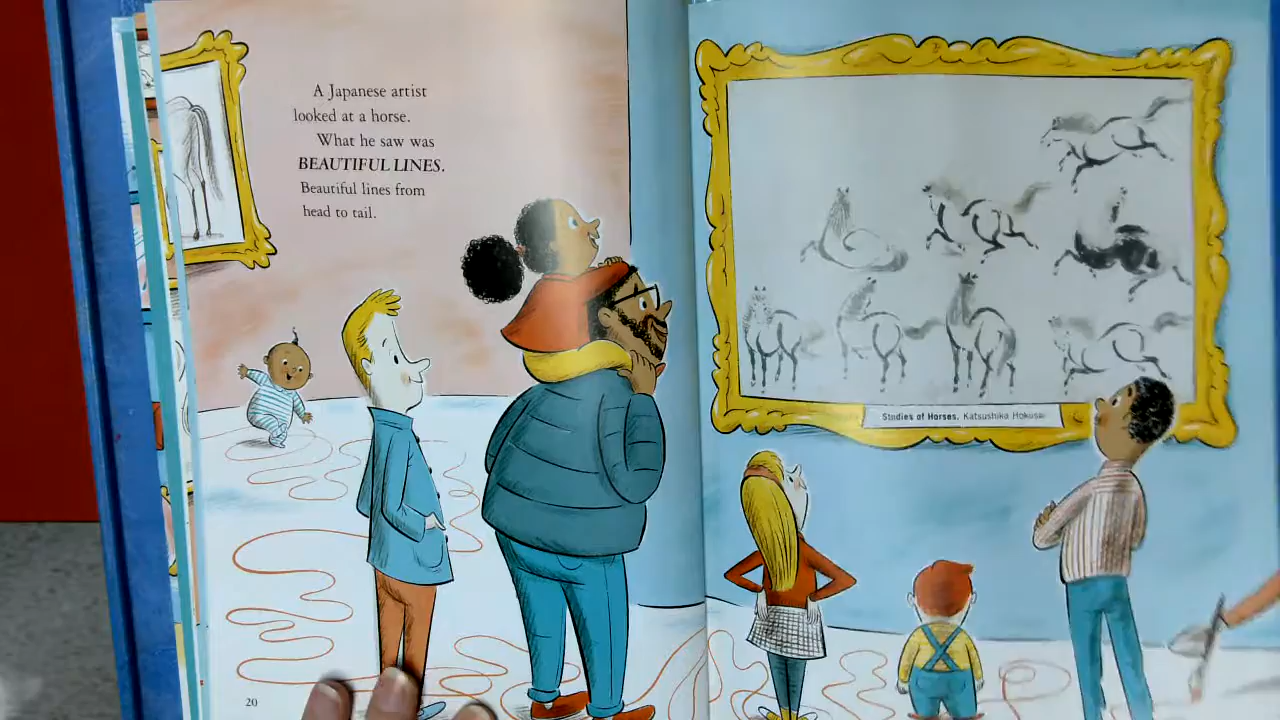 A Japanese artist
looked at a horse.
What he saw was
BEAUTIFUL LINES.
Beautiful lines from
head to tail.
Studies of Horses, Katsushika Hokusai
20